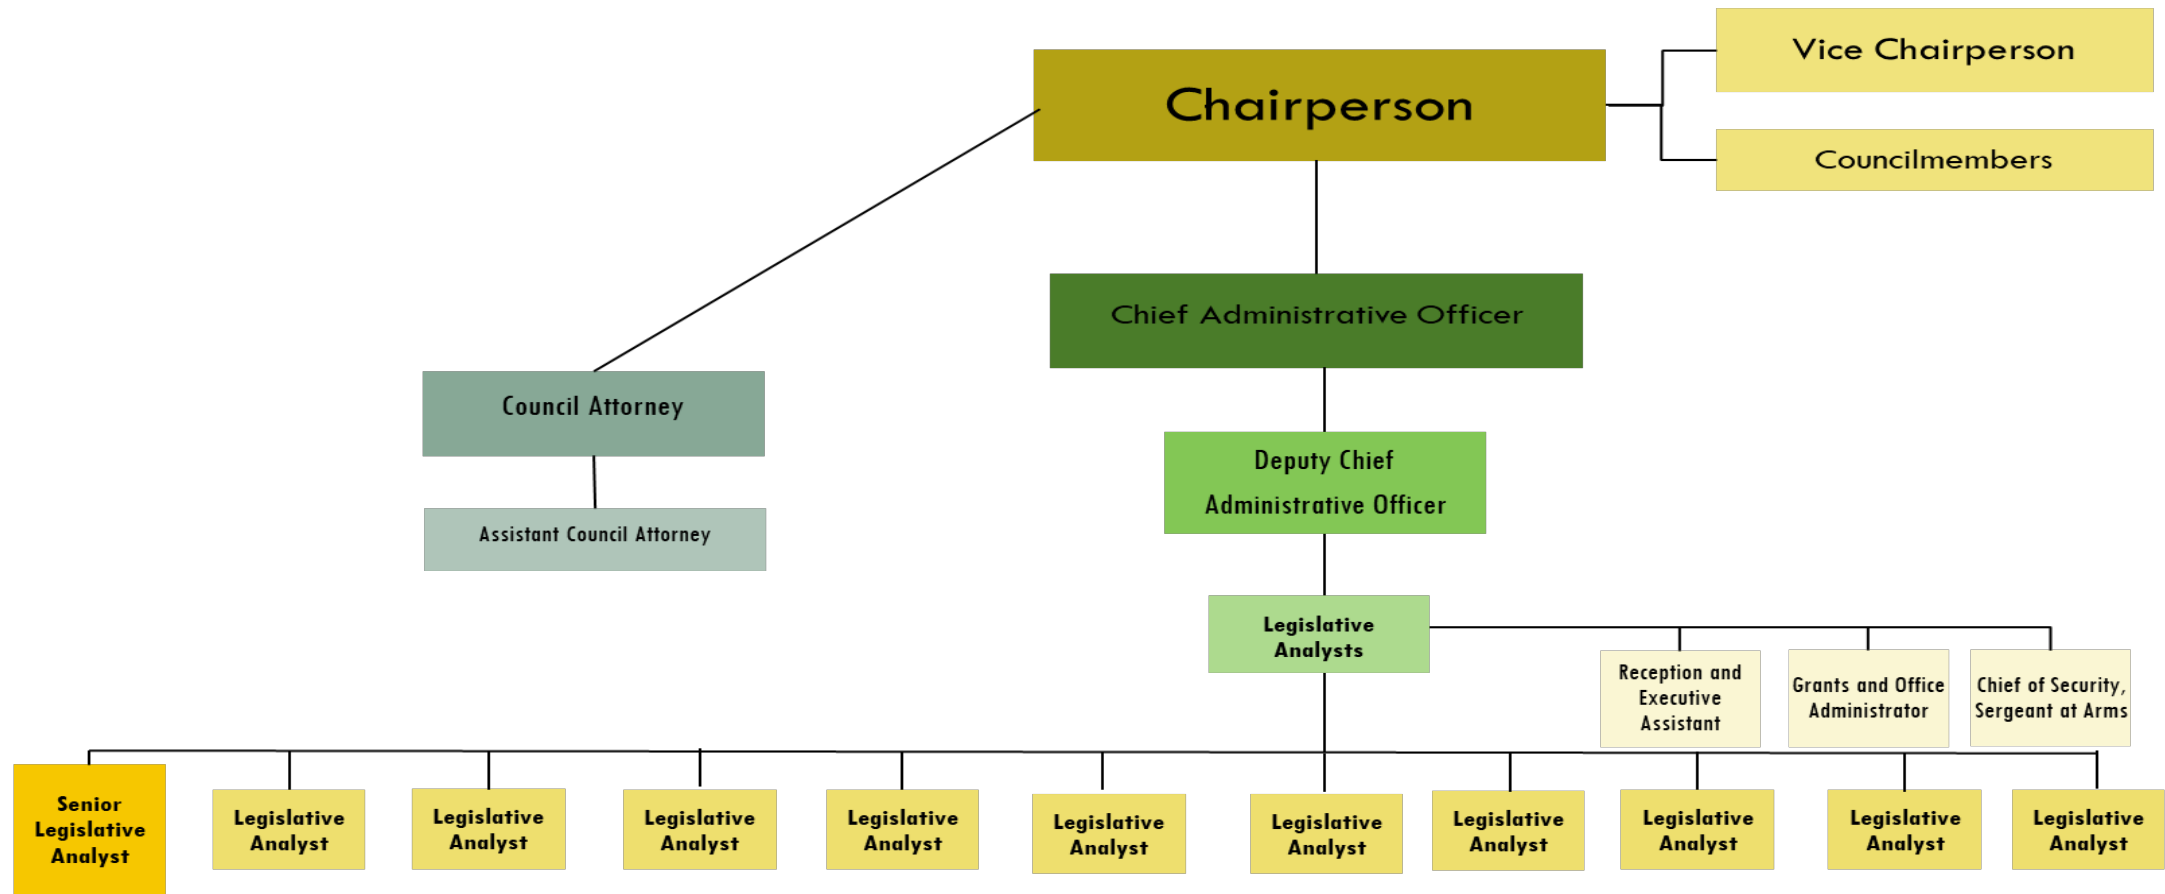 Vice Chairperson
Chairperson
Councilmembers
Chief Administrative Officer
Council Attorney
Deputy Chief
Administrative Officer
Assistant Council Attorney
Legislative
Analysts
Reception and
Executive
Assistant
Grants and Office
Administrator
Chief of Security,
Sergeant at Arms
Senior
Legislative
Analyst
Legislative
Analyst
Legislative
Analyst
Legislative
Analyst
Legislative
Analyst
Legislative
Analyst
Legislative
Analyst
Legislative
Analyst
Legislative
Analyst
Legislative
Analyst
Legislative
Analyst